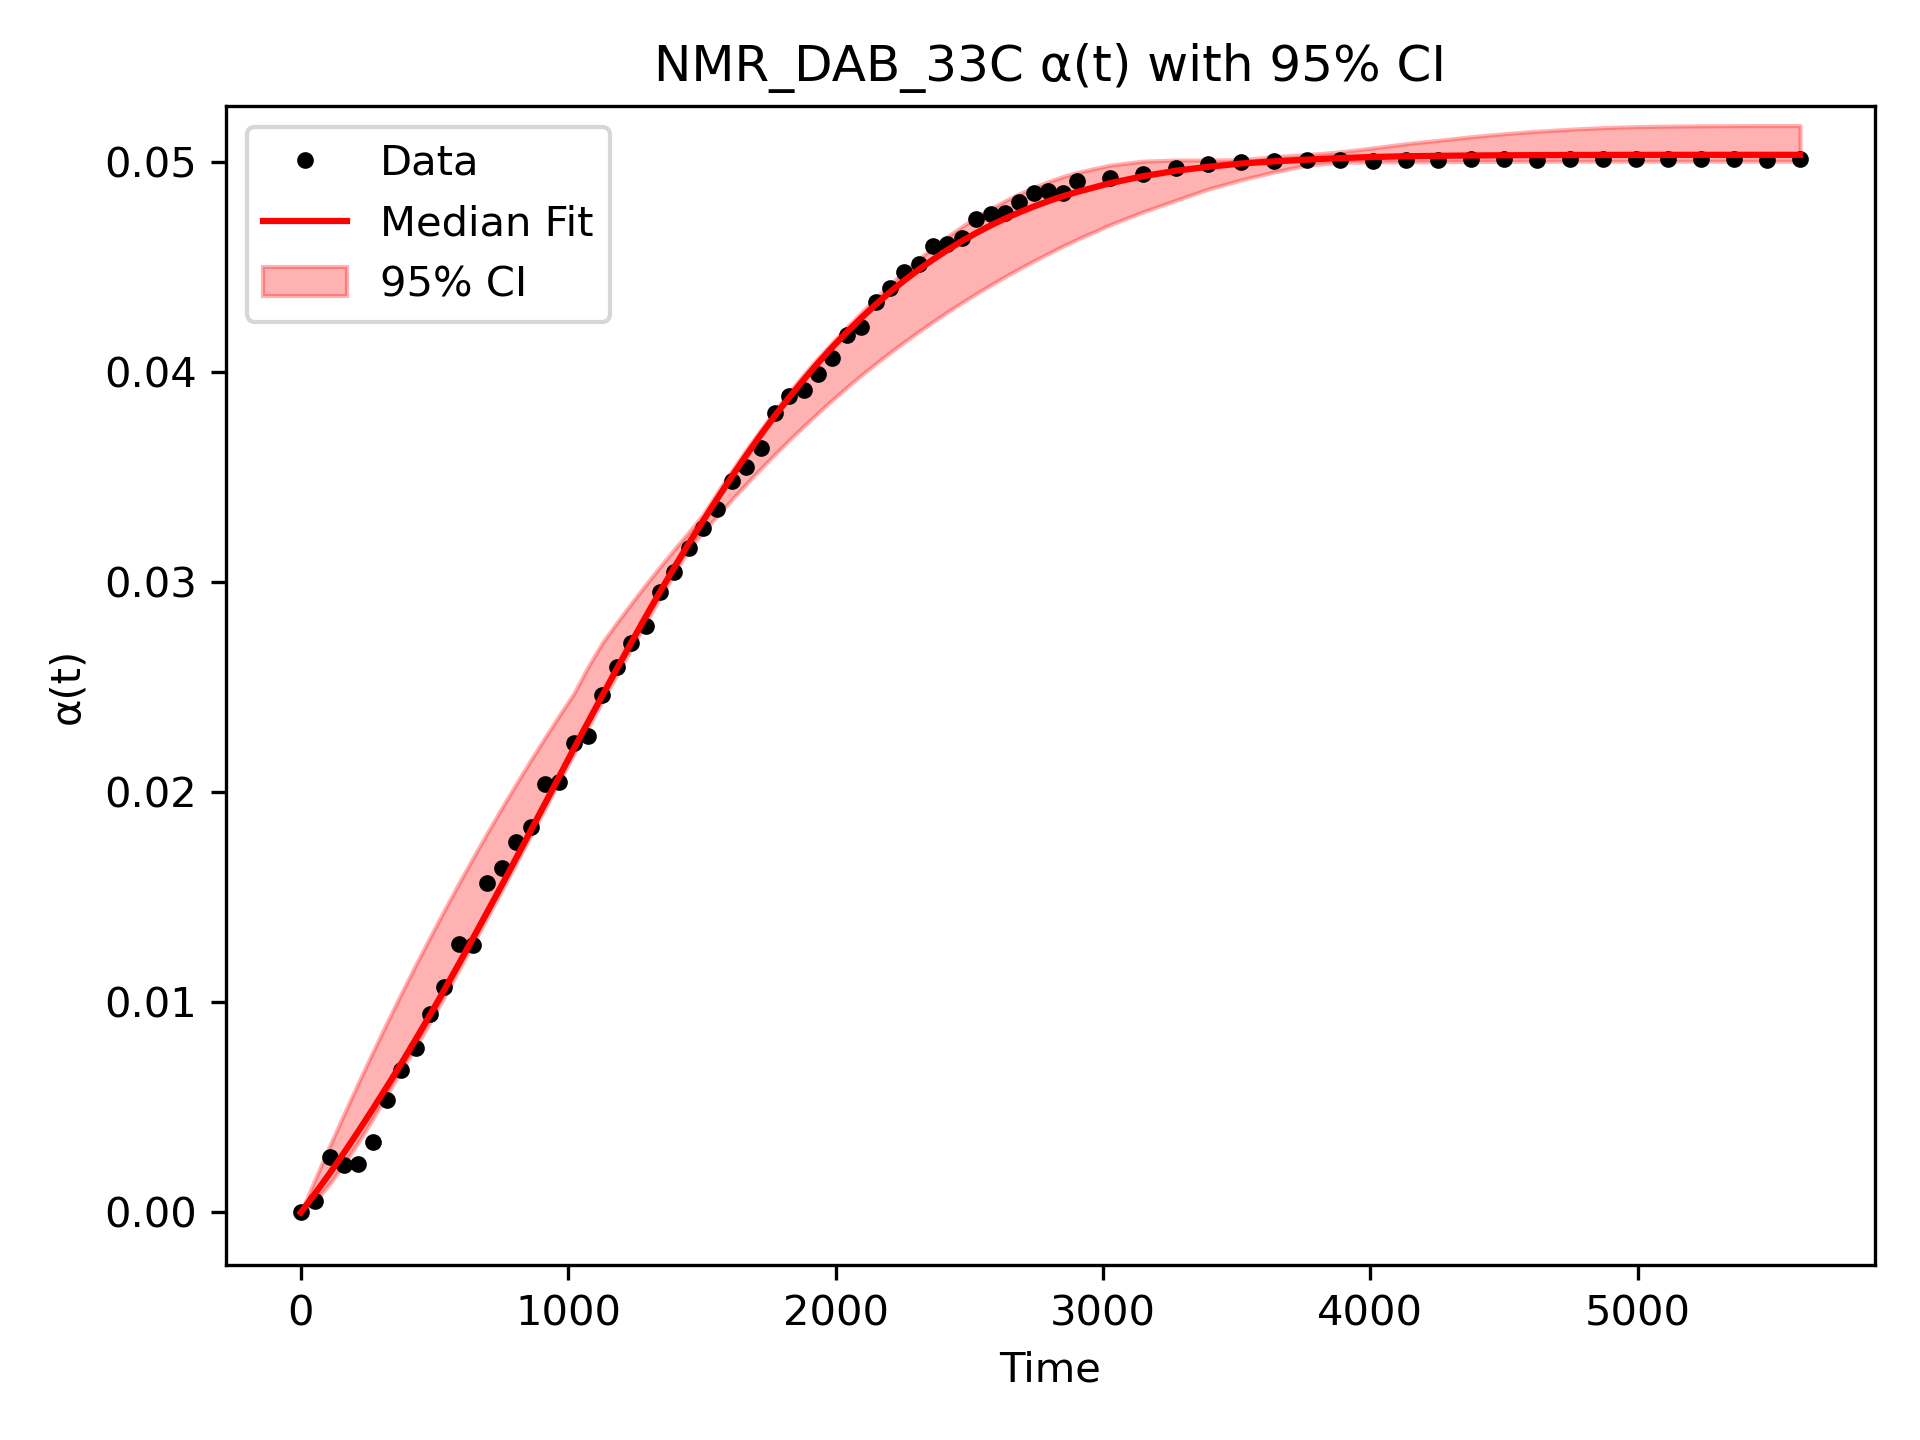 NMR_DAB_33C α(t) with 95% CI
Data
Median Fit
95% CI
0.05
0.04
0.03
0.02
0.01
0.00
α(t)
0 1000 2000 3000 4000 5000
Time